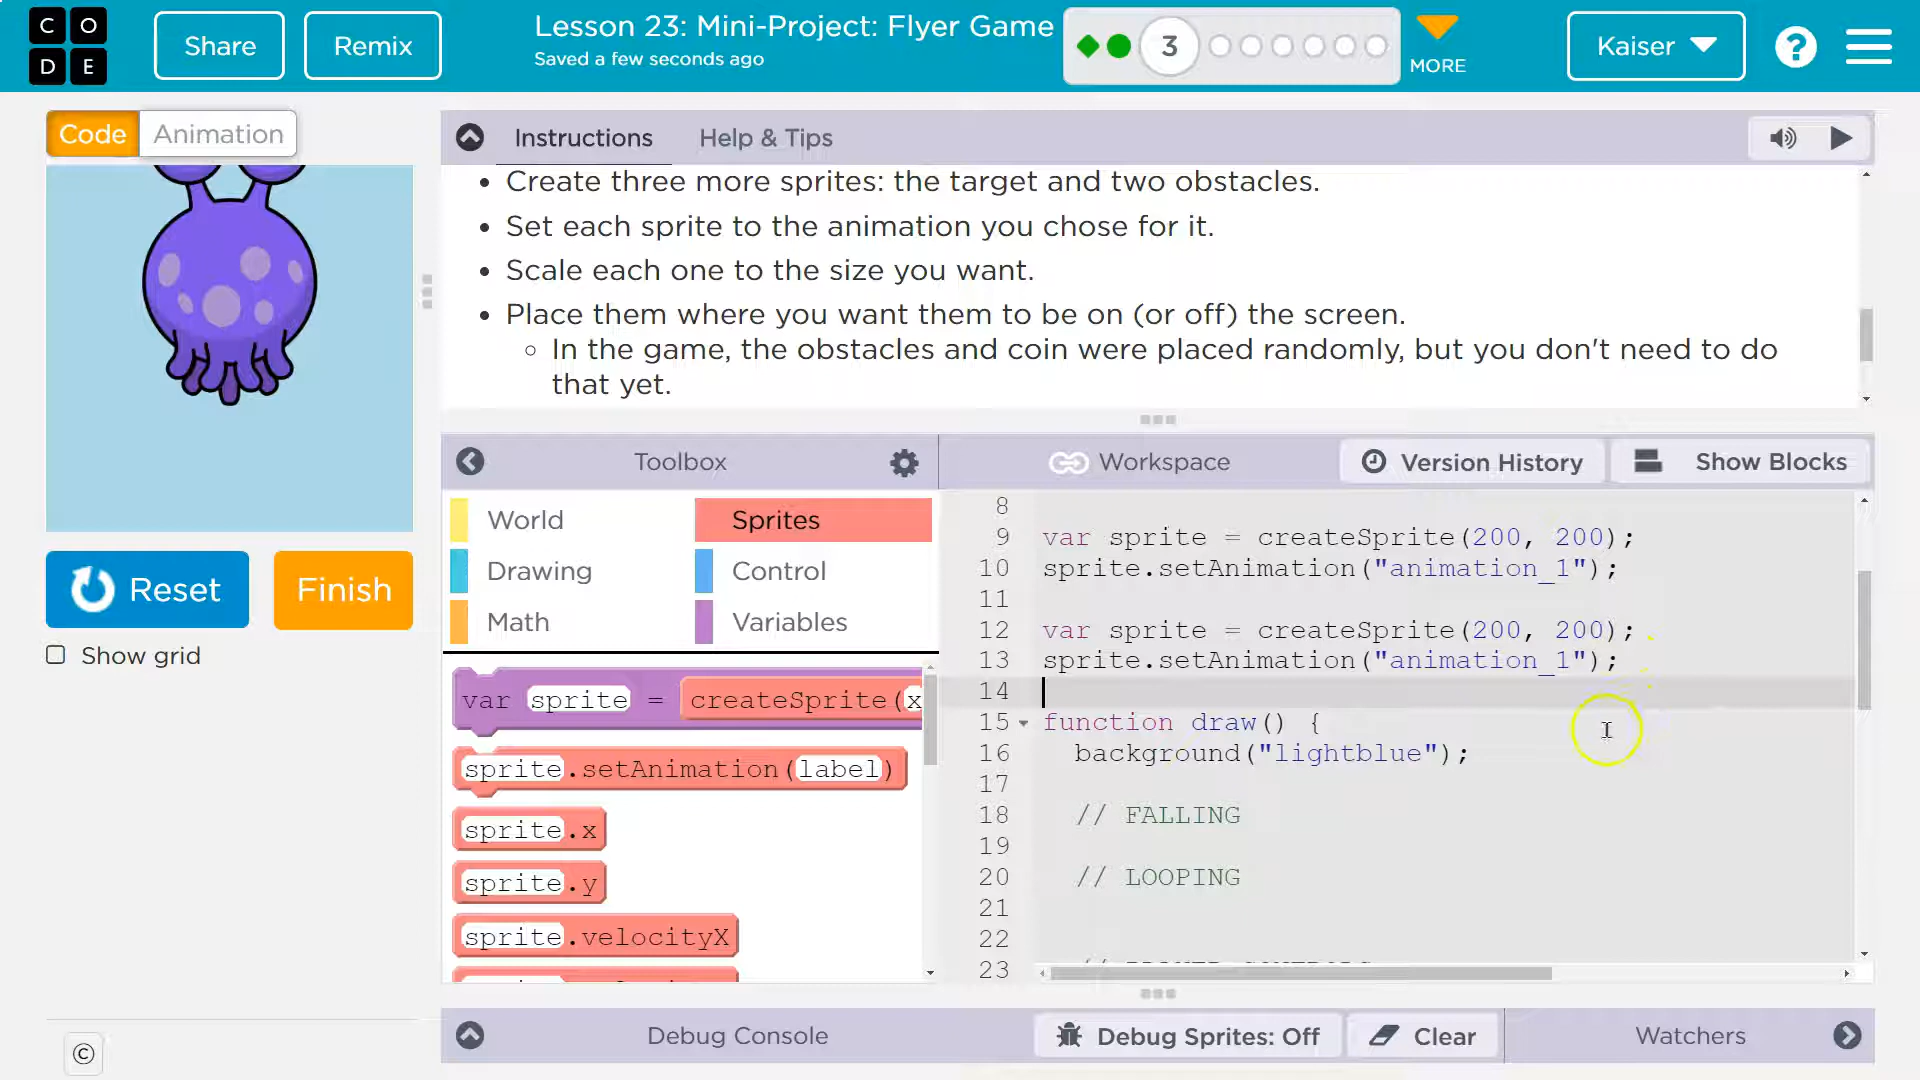 C O
D E
Share
Remix
Lesson 23: Mini-Project: Flyer Game
Saved a few seconds ago
3
MORE
Kaiser
?
Code
Animation
Instructions
Help & Tips
• Create three more sprites: the target and two obstacles.
• Set each sprite to the animation you chose for it.
• Scale each one to the size you want.
• Place them where you want them to be on (or off) the screen.
○ In the game, the obstacles and coin were placed randomly, but you don't need to do
that yet.
Reset
Finish
Show grid
Toolbox
World
Sprites
Drawing
Control
Math
Variables
var sprite = createSprite(x
sprite.setAnimation(label)
sprite.x
sprite.y
sprite.velocityX
Workspace
Version History
Show Blocks
8
9 var sprite = createSprite(200, 200);
10 sprite.setAnimation("animation_1");
11
12 var sprite = createSprite(200, 200);
13 sprite.setAnimation("animation_1");
14
15 function draw() {
16 background("lightblue");
17
18 // FALLING
19
20 // LOOPING
21
22
23
Debug Console
Debug Sprites: Off
Clear
Watchers
©